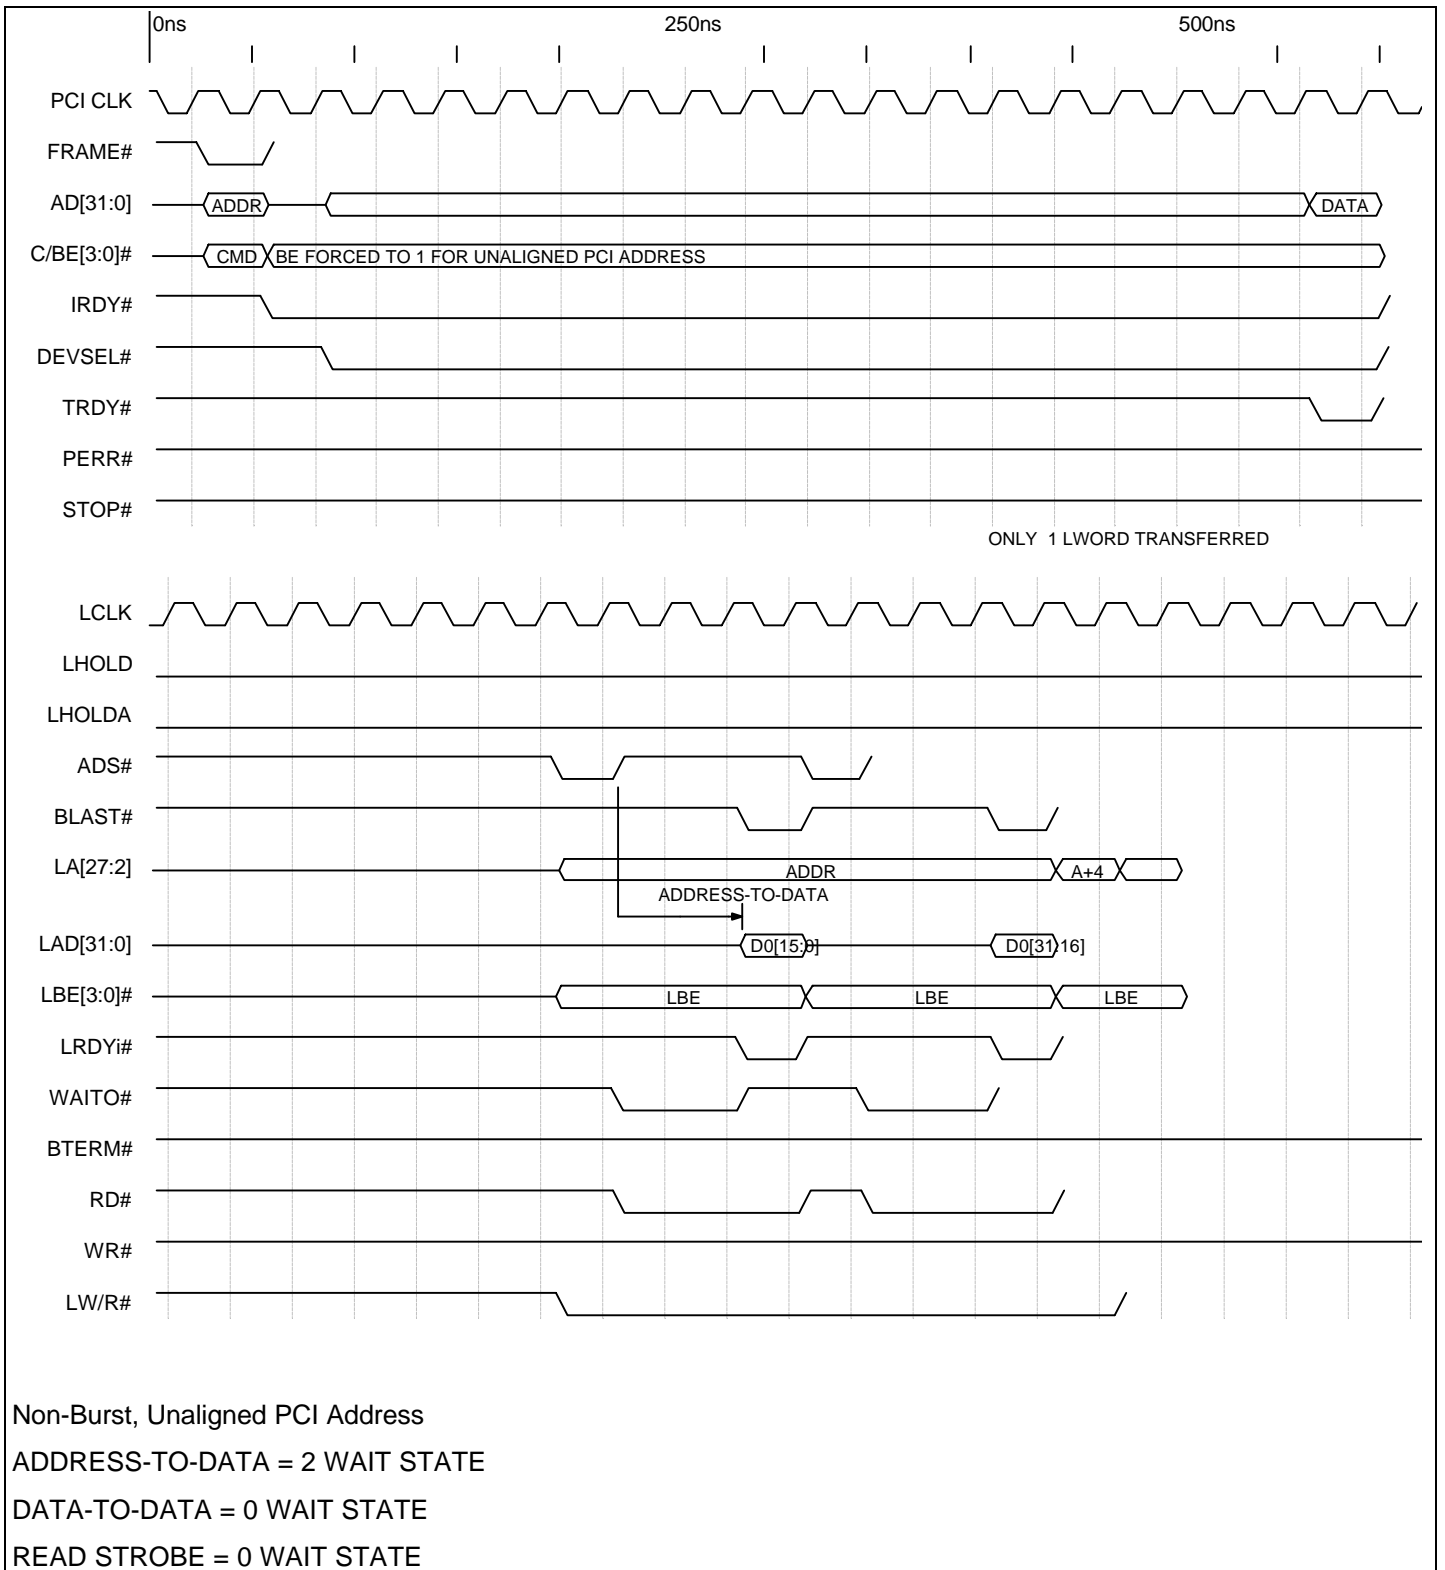 0ns 250ns 500ns
PCI CLK
FRAME#
AD[31:0] ADDR DATA
C/BE[3:0]# CMD BE FORCED TO 1 FOR UNALIGNED PCI ADDRESS
IRDY#
DEVSEL#
TRDY#
PERR#
STOP#
ONLY 1 LWORD TRANSFERRED
LCLK
LHOLD
LHOLDA
ADS#
BLAST#
LA[27:2] ADDR A+4
ADDRESS-TO-DATA
LAD[31:0] D0[15:0] D0[31:16]
LBE[3:0]# LBE LBE LBE
LRDYi#
WAITO#
BTERM#
RD#
WR#
LW/R#
Non-Burst, Unaligned PCI Address
ADDRESS-TO-DATA = 2 WAIT STATE
DATA-TO-DATA = 0 WAIT STATE
READ STROBE = 0 WAIT STATE